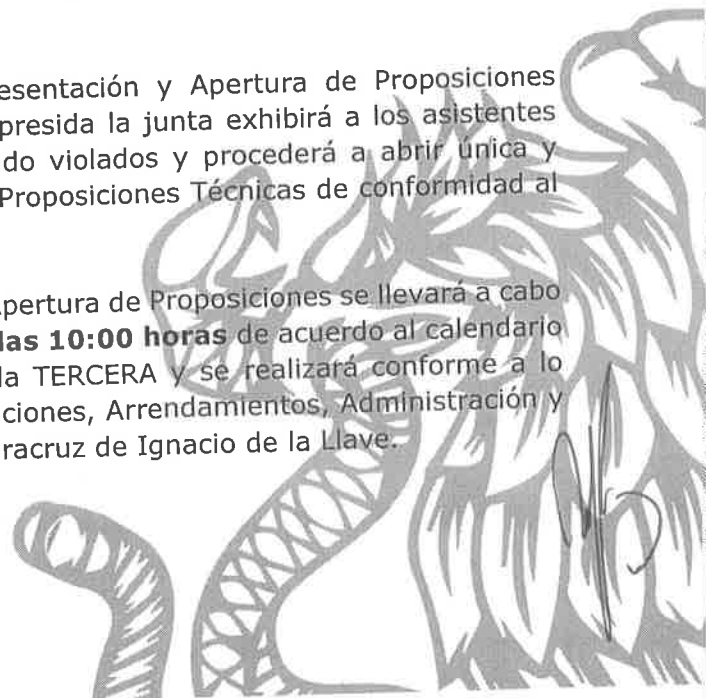 esentación y Apertura de Proposiciones
presida la junta exhibirá a los asistentes
do violados y procederá a abrir única y
Proposiciones Técnicas de conformidad al
pertura de Proposiciones se llevará a cabo
las 10:00 horas de acuerdo al calendario
la TERCERA y se realizará conforme a lo
ciones, Arrendamientos, Administración y
racruz de Ignacio de la Llave.